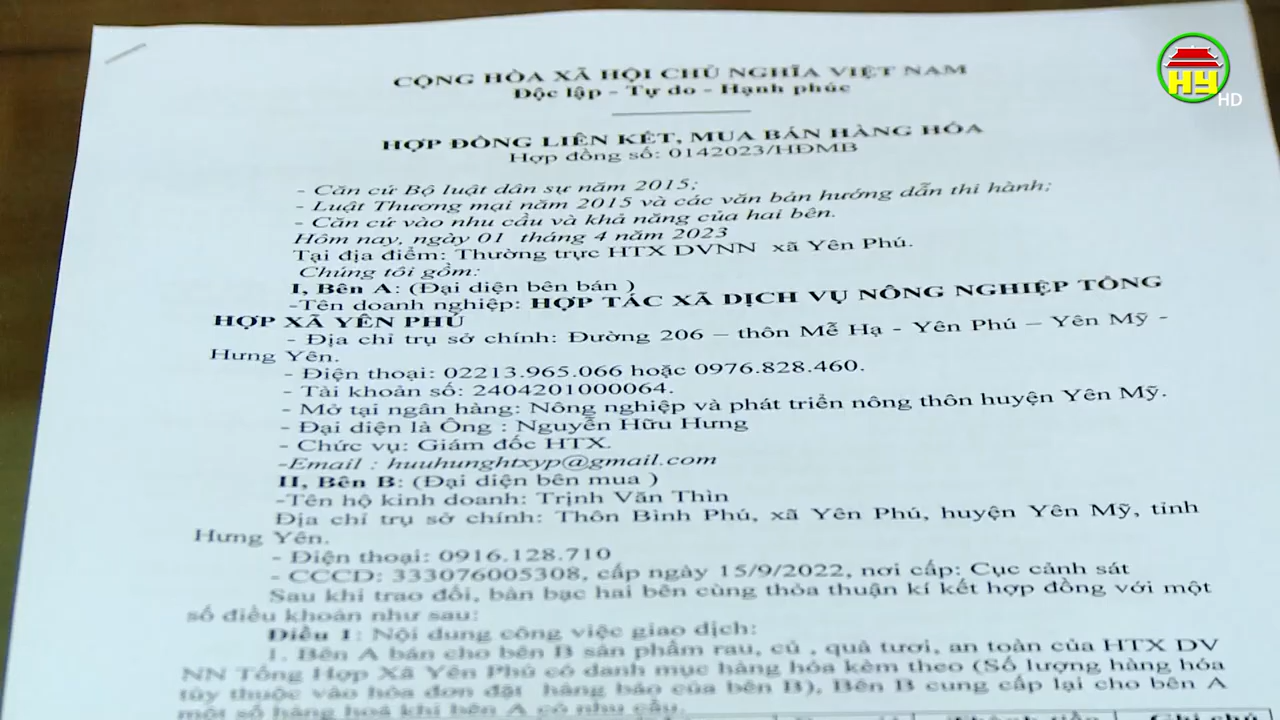 HY
HD
CỘNG HÒA XÃ HỘI CHỦ NGHĨA VIỆT NAM
Độc lập - Tự do - Hạnh phúc
HỢP ĐỒNG LIÊN KẾT, MUA BÁN HÀNG HÓA
Hợp đồng số: 0142023/HĐMB
- Căn cứ Bộ luật dân sự năm 2015;
- Luật Thương mại năm 2015 và các văn bản hướng dẫn thi hành;
- Căn cứ vào nhu cầu và khả năng của hai bên.
Hôm nay, ngày 01 tháng 4 năm 2023
Tại địa điểm: Thường trực HTX DVNN xã Yên Phú.
Chúng tôi gồm:
I, Bên A: (Đại diện bên bán )
-Tên doanh nghiệp: HỢP TÁC XÃ DỊCH VỤ NÔNG NGHIỆP TỔNG
HỢP XÃ YÊN PHÚ
- Địa chỉ trụ sở chính: Đường 206 – thôn Mễ Hạ - Yên Phú – Yên Mỹ -
Hưng Yên.
- Điện thoại: 02213.965.066 hoặc 0976.828.460.
- Tài khoản số: 2404201000064.
- Mở tại ngân hàng: Nông nghiệp và phát triển nông thôn huyện Yên Mỹ.
- Đại diện là Ông : Nguyễn Hữu Hưng
- Chức vụ: Giám đốc HTX.
-Email : huuhunghtxyp@gmail.com
II, Bên B: (Đại diện bên mua )
-Tên hộ kinh doanh: Trịnh Văn Thìn
Địa chỉ trụ sở chính: Thôn Bình Phú, xã Yên Phú, huyện Yên Mỹ, tỉnh
Hưng Yên.
- Điện thoại: 0916.128.710
- CCCD: 333076005308, cấp ngày 15/9/2022, nơi cấp: Cục cảnh sát
Sau khi trao đổi, bàn bạc hai bên cùng thỏa thuận kí kết hợp đồng với một
số điều khoản như sau:
Điều 1: Nội dung công việc giao dịch:
1. Bên A bán cho bên B sản phẩm rau, củ , quả tươi, an toàn của HTX DV
NN Tổng Hợp Xã Yên Phú có danh mục hàng hóa kèm theo (Số lượng hàng hóa
tùy thuộc vào hóa đơn đặt hàng báo của bên B), Bên B cung cấp lại cho bên A
một số hàng hoá khi bên A có nhu cầu.